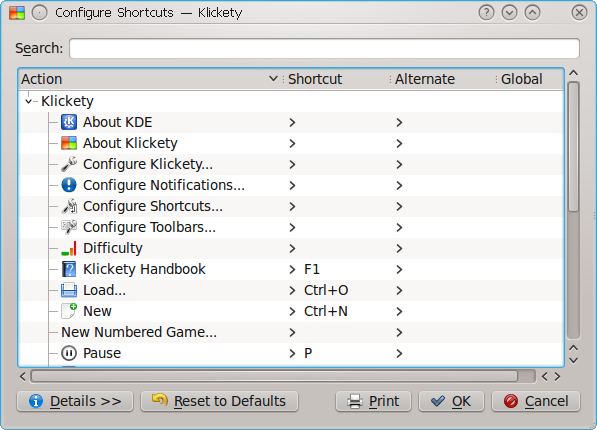 Configure Shortcuts — Klickety
Search:
Action Shortcut Alternate Global
Klickety
About KDE
About Klickety
Configure Klickety...
Configure Notifications...
Configure Shortcuts...
Configure Toolbars...
Difficulty
Klickety Handbook F1
Load... Ctrl+O
New Ctrl+N
New Numbered Game...
Pause P
Details >> Reset to Defaults Print OK Cancel